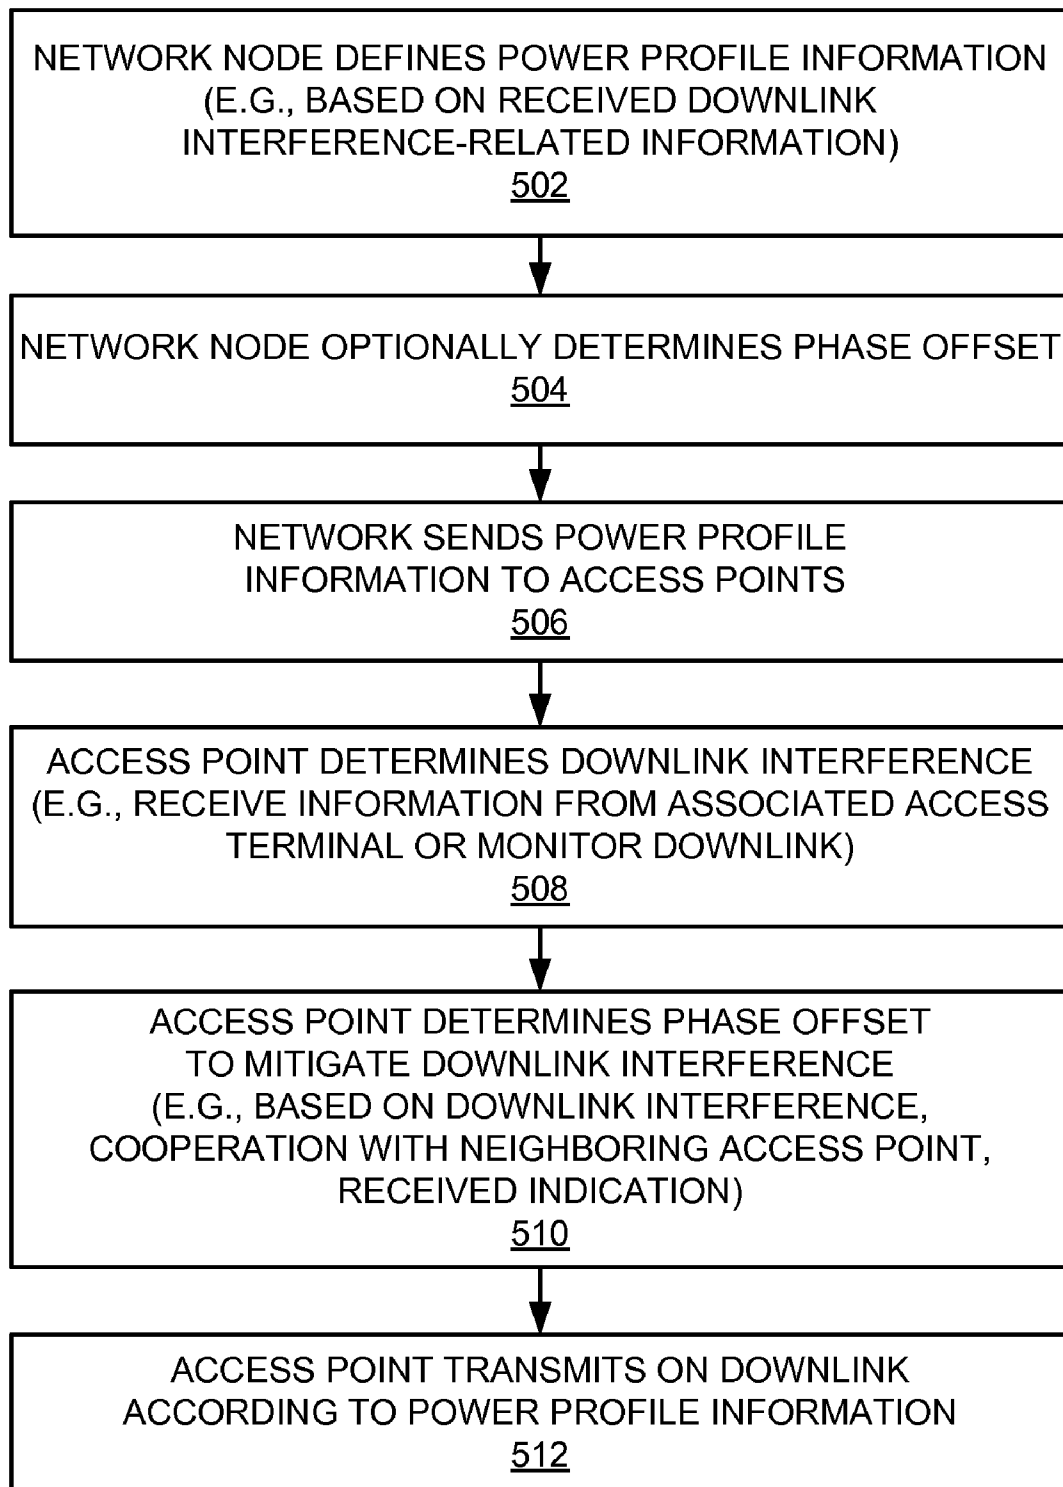 NETWORK NODE DEFINES POWER PROFILE INFORMATION
(E.G., BASED ON RECEIVED DOWNLINK
INTERFERENCE-RELATED INFORMATION)
502
NETWORK NODE OPTIONALLY DETERMINES PHASE OFFSET
504
NETWORK SENDS POWER PROFILE
INFORMATION TO ACCESS POINTS
506
ACCESS POINT DETERMINES DOWNLINK INTERFERENCE
(E.G., RECEIVE INFORMATION FROM ASSOCIATED ACCESS
TERMINAL OR MONITOR DOWNLINK)
508
ACCESS POINT DETERMINES PHASE OFFSET
TO MITIGATE DOWNLINK INTERFERENCE
(E.G., BASED ON DOWNLINK INTERFERENCE,
COOPERATION WITH NEIGHBORING ACCESS POINT,
RECEIVED INDICATION)
510
ACCESS POINT TRANSMITS ON DOWNLINK
ACCORDING TO POWER PROFILE INFORMATION
512